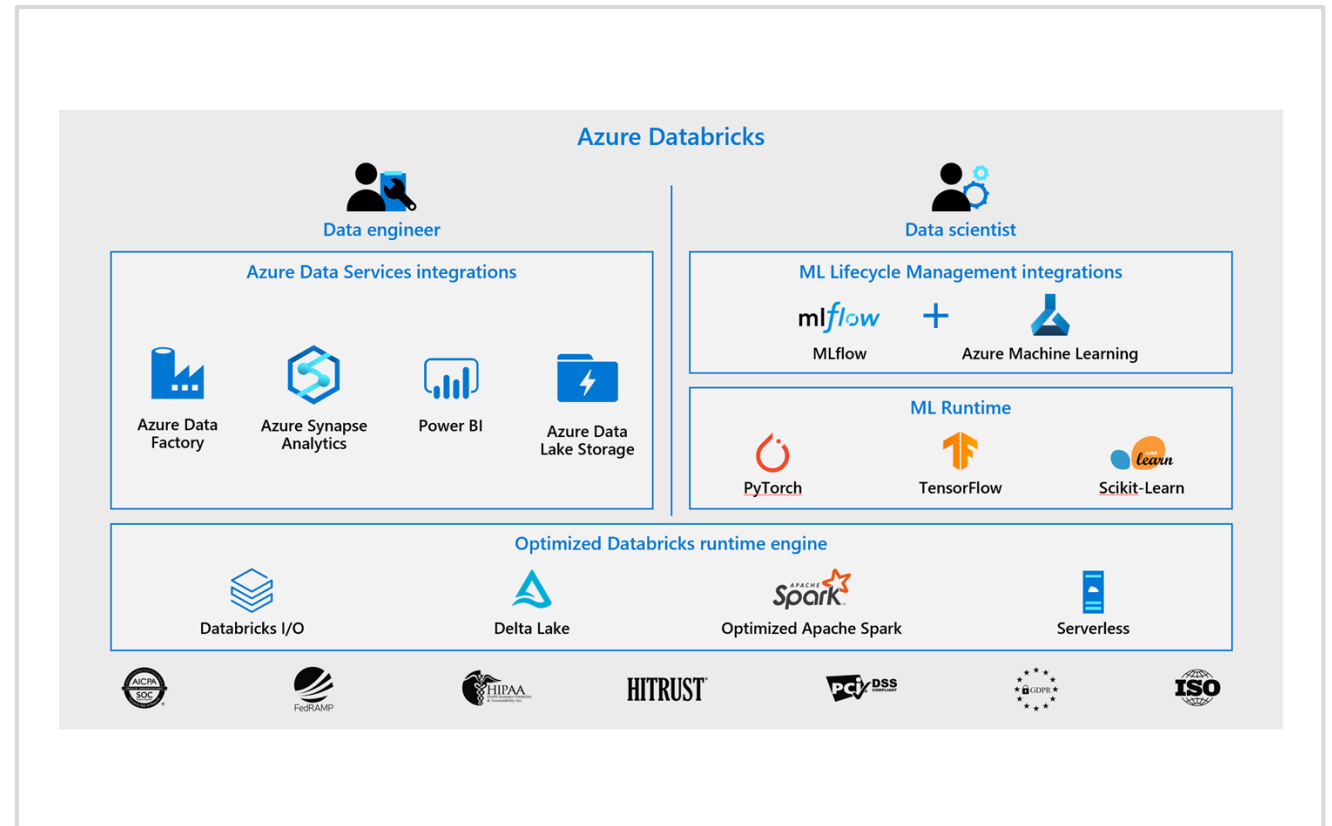 Azure Databricks
Data engineer
Data scientist
Azure Data Services integrations
Azure Data
Factory
Azure Synapse
Analytics
Power BI
Azure Data
Lake Storage
ML Lifecycle Management integrations
mlflow
+
MLflow
Azure Machine Learning
ML Runtime
PyTorch
TensorFlow
learn
Scikit-Learn
Optimized Databricks runtime engine
Databricks I/O
Delta Lake
APACHE
Spark
Optimized Apache Spark
Serverless
AICPA
SOC
FedRAMP
HIPAA
HITRUST
PCI DSS
COMPLIANT
GDPR
ISO